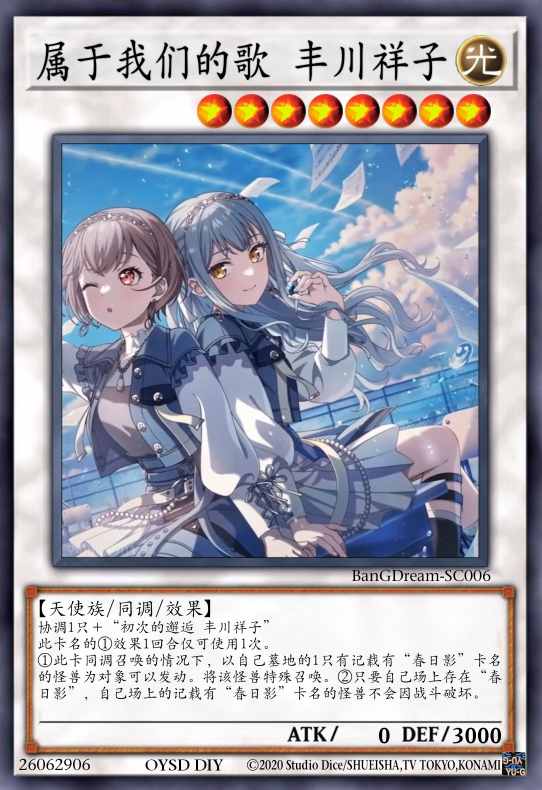 属于我们的歌 丰川祥子
光
BanGDream-SC006
【天使族/同调/效果】
协调1只＋“初次的邂逅 丰川祥子”
此卡名的①效果1回合仅可使用1次。
①此卡同调召唤的情况下，以自己墓地的1只有记载有“春日影”卡名
的怪兽为对象可以发动。将该怪兽特殊召唤。②只要自己场上存在“春
日影”，自己场上的记载有“春日影”卡名的怪兽不会因战斗破坏。
ATK/ 0 DEF/3000
26062906 OYSD DIY ©2020 Studio Dice/SHUEISHA,TV TOKYO,KONAMI